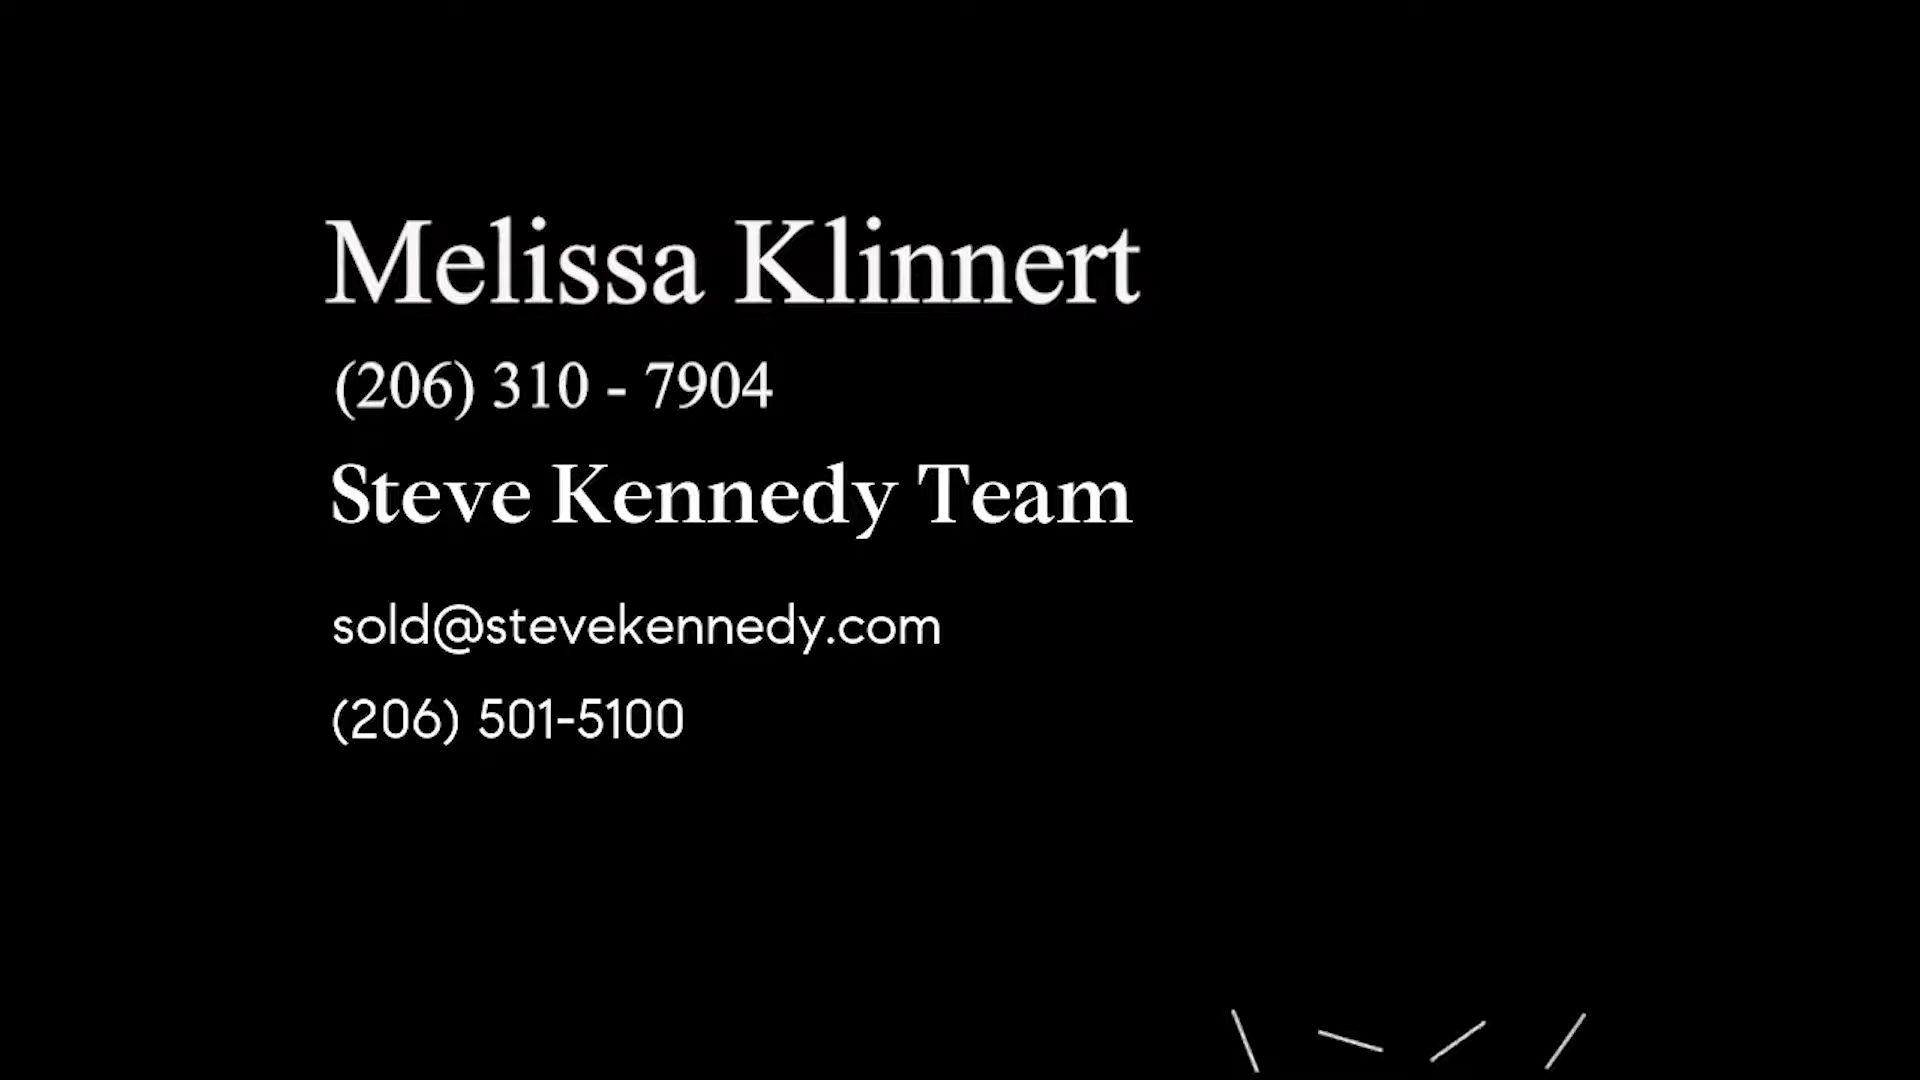 Melissa Klinnert
(206) 310 - 7904
Steve Kennedy Team
sold@stevekennedy.com
(206) 501-5100